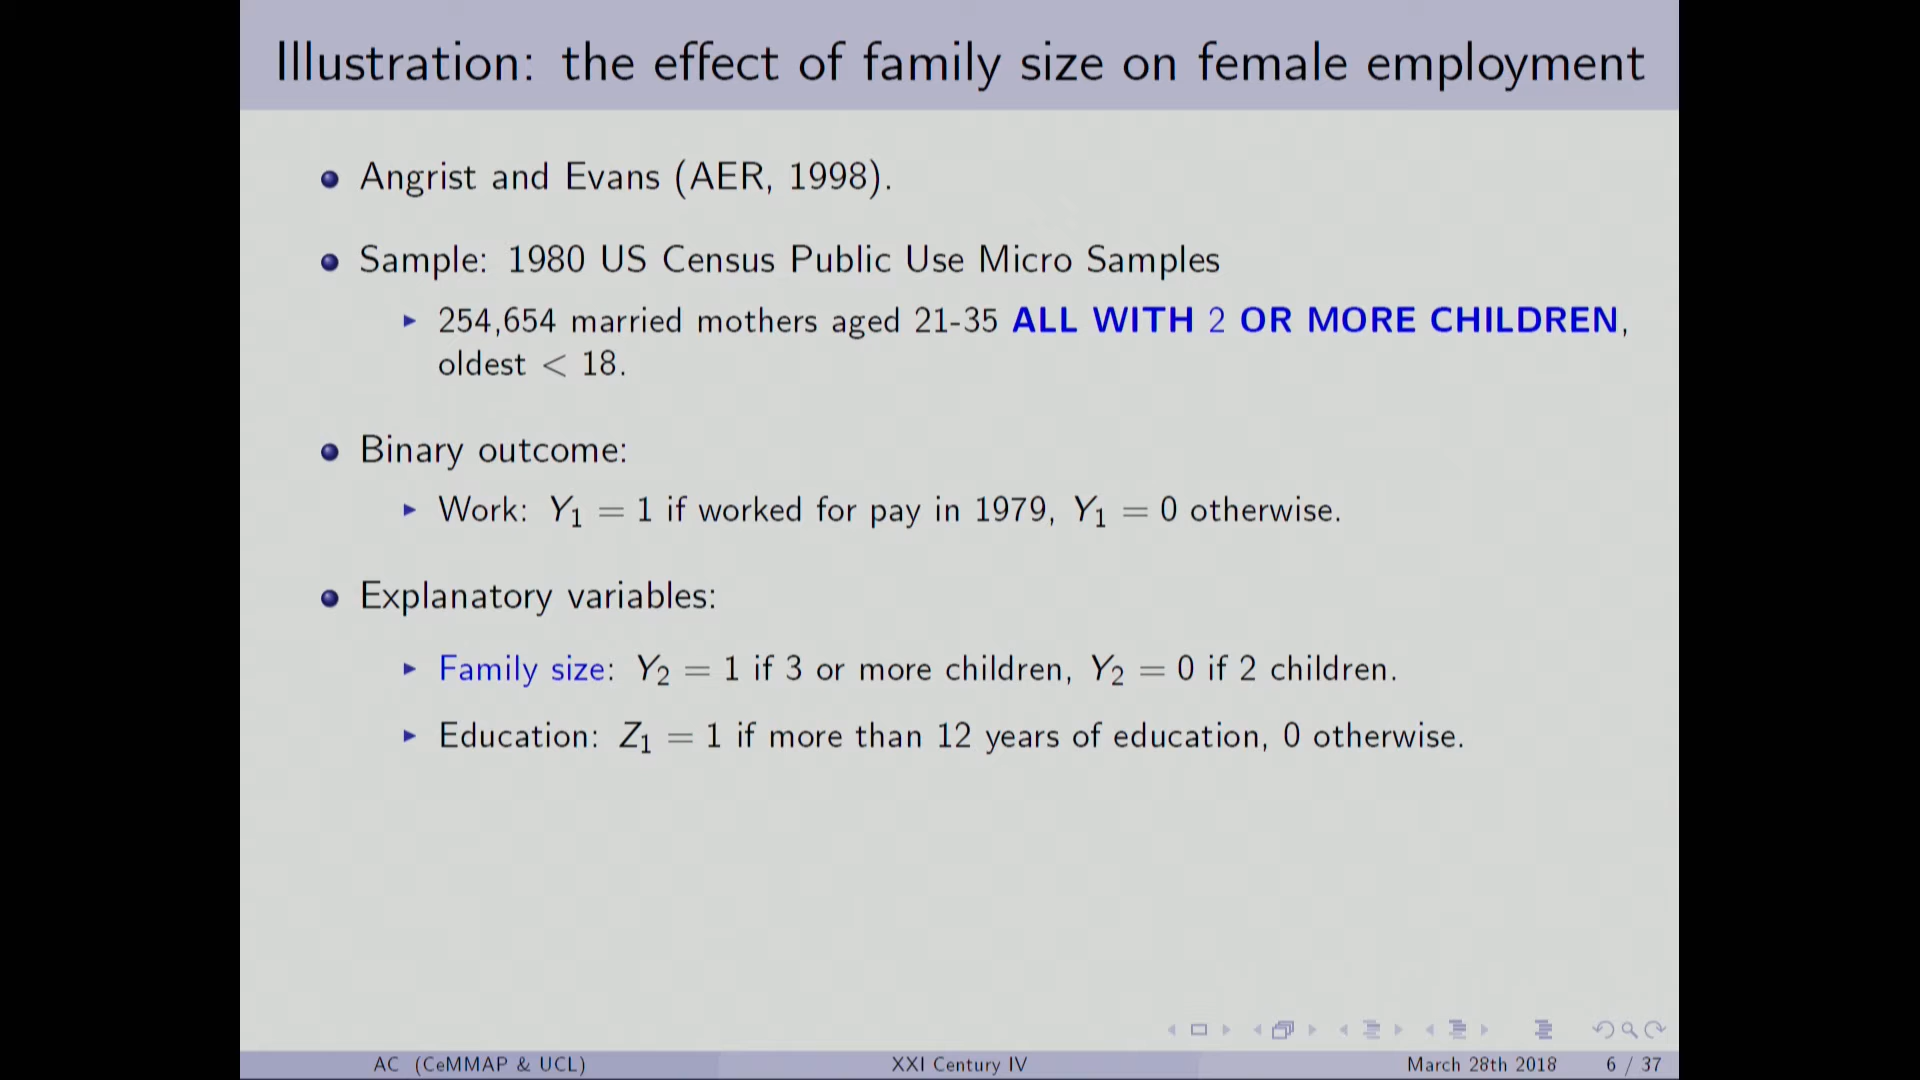 Illustration: the effect of family size on female employment
Angrist and Evans (AER, 1998).
Sample: 1980 US Census Public Use Micro Samples
254,654 married mothers aged 21-35 ALL WITH 2 OR MORE CHILDREN,
oldest < 18.
Binary outcome:
Work: Y₁ = 1 if worked for pay in 1979, Y₁ = 0 otherwise.
Explanatory variables:
Family size: Y₂ = 1 if 3 or more children, Y₂ = 0 if 2 children.
Education: Z₁ = 1 if more than 12 years of education, 0 otherwise.
AC (CeMMAP & UCL) XXI Century IV March 28th 2018 6 / 37